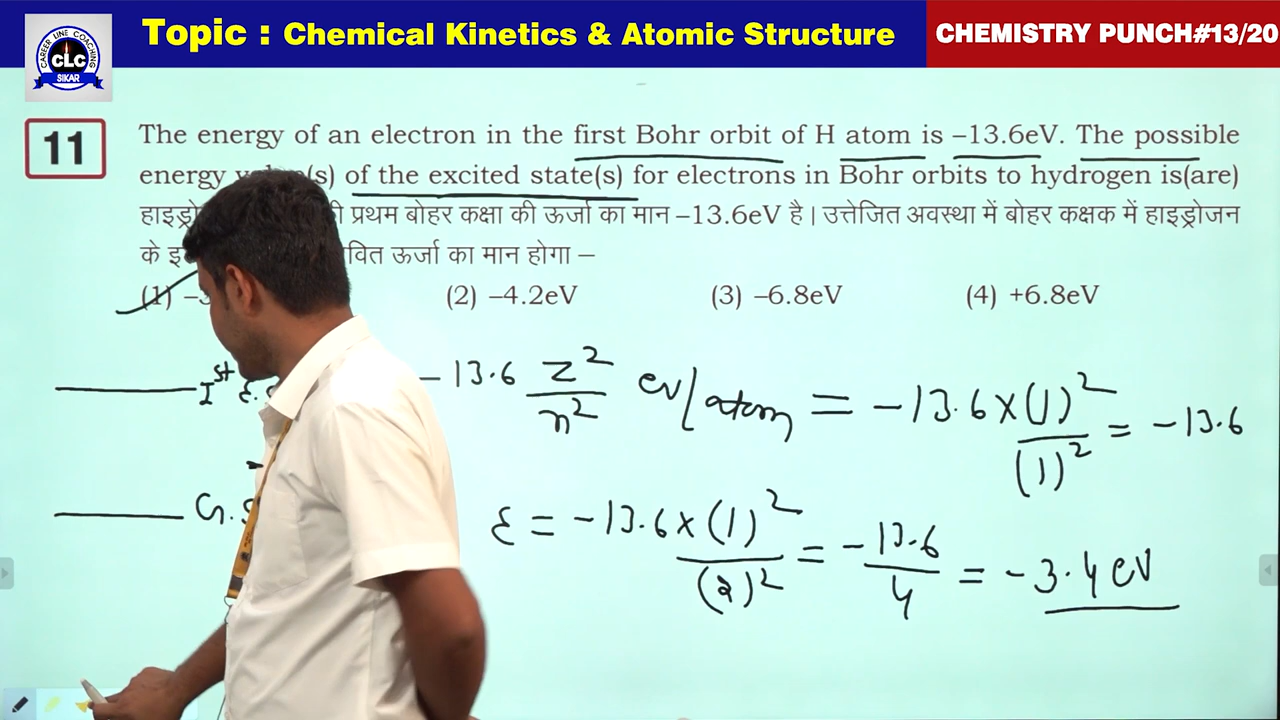 Topic : Chemical Kinetics & Atomic Structure
CHEMISTRY PUNCH#13/20
CAREER LINE COACHING
CLC
SIKAR
11
The energy of an electron in the first Bohr orbit of H atom is –13.6eV. The possible
energy (s) of the excited state(s) for electrons in Bohr orbits to hydrogen is(are)
प्रथम बोहर कक्षा की ऊर्जा का मान –13.6eV है। उत्तेजित अवस्था में बोहर कक्षक में हाइड्रोजन
के ऊर्जा का मान होगा –
(1) (2) –4.2eV (3) –6.8eV (4) +6.8eV
Ist E. – 13.6 z²/n² ev/atom = – 13.6 x (1)²/(1)² = – 13.6
G.S
E = – 13.6 x (1)²/(2)² = – 13.6/4 = – 3.4 eV